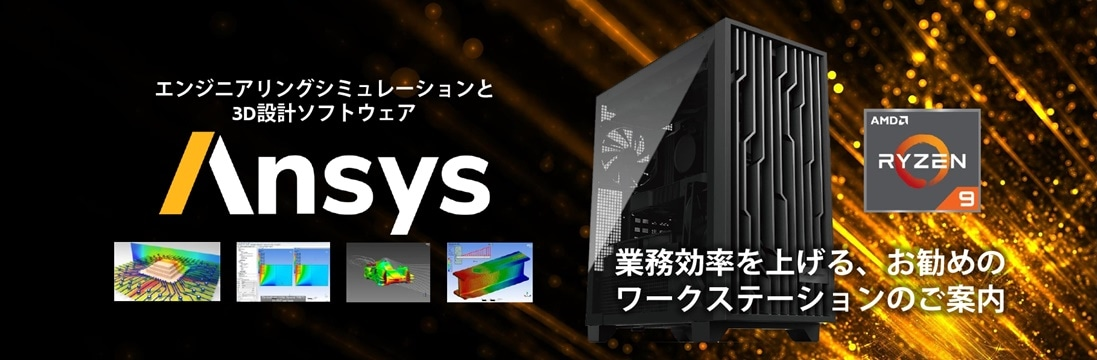 エンジニアリングシミュレーションと
3D設計ソフトウェア
Ansys
AMD
RYZEN
9
業務効率を上げる、お勧めの
ワークステーションのご案内